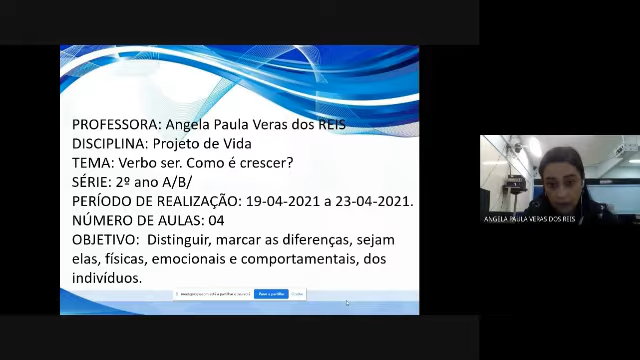 PROFESSORA: Angela Paula Veras dos REIS
DISCIPLINA: Projeto de Vida
TEMA: Verbo ser. Como é crescer?
SÉRIE: 2º ano A/B/
PERÍODO DE REALIZAÇÃO: 19-04-2021 a 23-04-2021.
NÚMERO DE AULAS: 04
OBJETIVO: Distinguir, marcar as diferenças, sejam
elas, físicas, emocionais e comportamentais, dos
indivíduos.
ANGELA PAULA VERAS DOS REIS